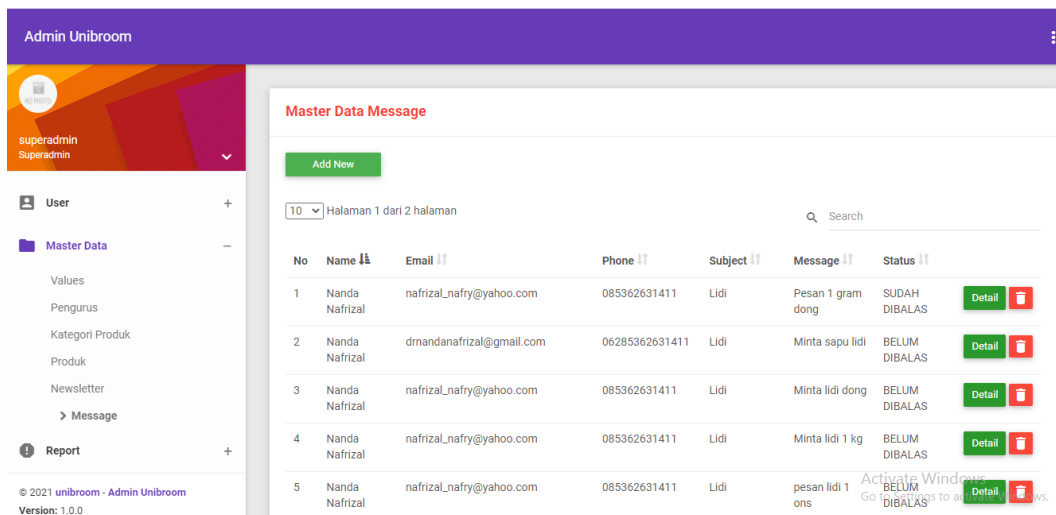 Admin Unibroom
NO PHOTO
superadmin
Superadmin
User
Master Data
Values
Pengurus
Kategori Produk
Produk
Newsletter
Message
Report
© 2021 unibroom - Admin Unibroom
Version: 1.0.0
Master Data Message
Add New
10 Halaman 1 dari 2 halaman
Search
No Name Email Phone Subject Message Status
1 Nanda nafrizal_nafry@yahoo.com 085362631411 Lidi Pesan 1 gram SUDAH Detail
Nafrizal dong DIBALAS
2 Nanda drnandanafrizal@gmail.com 06285362631411 Lidi Minta sapu lidi BELUM Detail
Nafrizal DIBALAS
3 Nanda nafrizal_nafry@yahoo.com 085362631411 Lidi Minta lidi dong BELUM Detail
Nafrizal DIBALAS
4 Nanda nafrizal_nafry@yahoo.com 085362631411 Lidi Minta lidi 1 kg BELUM Detail
Nafrizal DIBALAS
5 Nanda nafrizal_nafry@yahoo.com 085362631411 Lidi pesan lidi 1 BELUM Detail
Nafrizal ons DIBALAS
Activate Windows
Go to Settings to activate Windows.